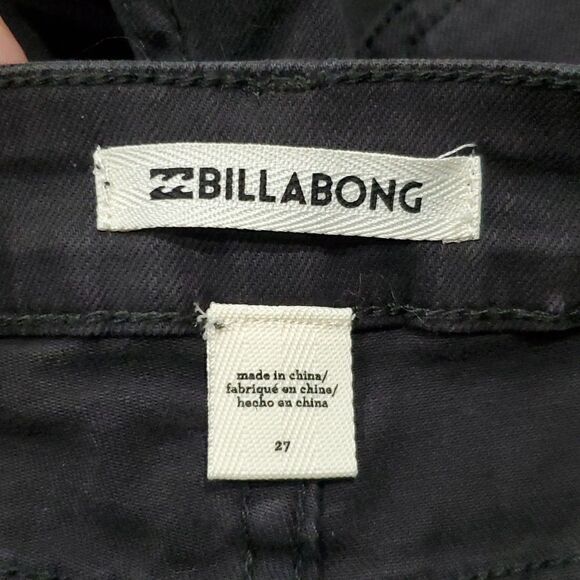 BILLABONG
made in china/
fabriqué en chine/
hecho en china
27